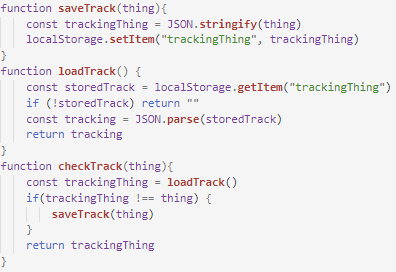 function saveTrack(thing){
    const trackingThing = JSON.stringify(thing)
    localStorage.setItem("trackingThing", trackingThing)
}
function loadTrack() {
    const storedTrack = localStorage.getItem("trackingThing")
    if (!storedTrack) return ""
    const tracking = JSON.parse(storedTrack)
    return tracking
}
function checkTrack(thing){
    const trackingThing = loadTrack()
    if(trackingThing !== thing) {
        saveTrack(thing)
    }
    return trackingThing
}